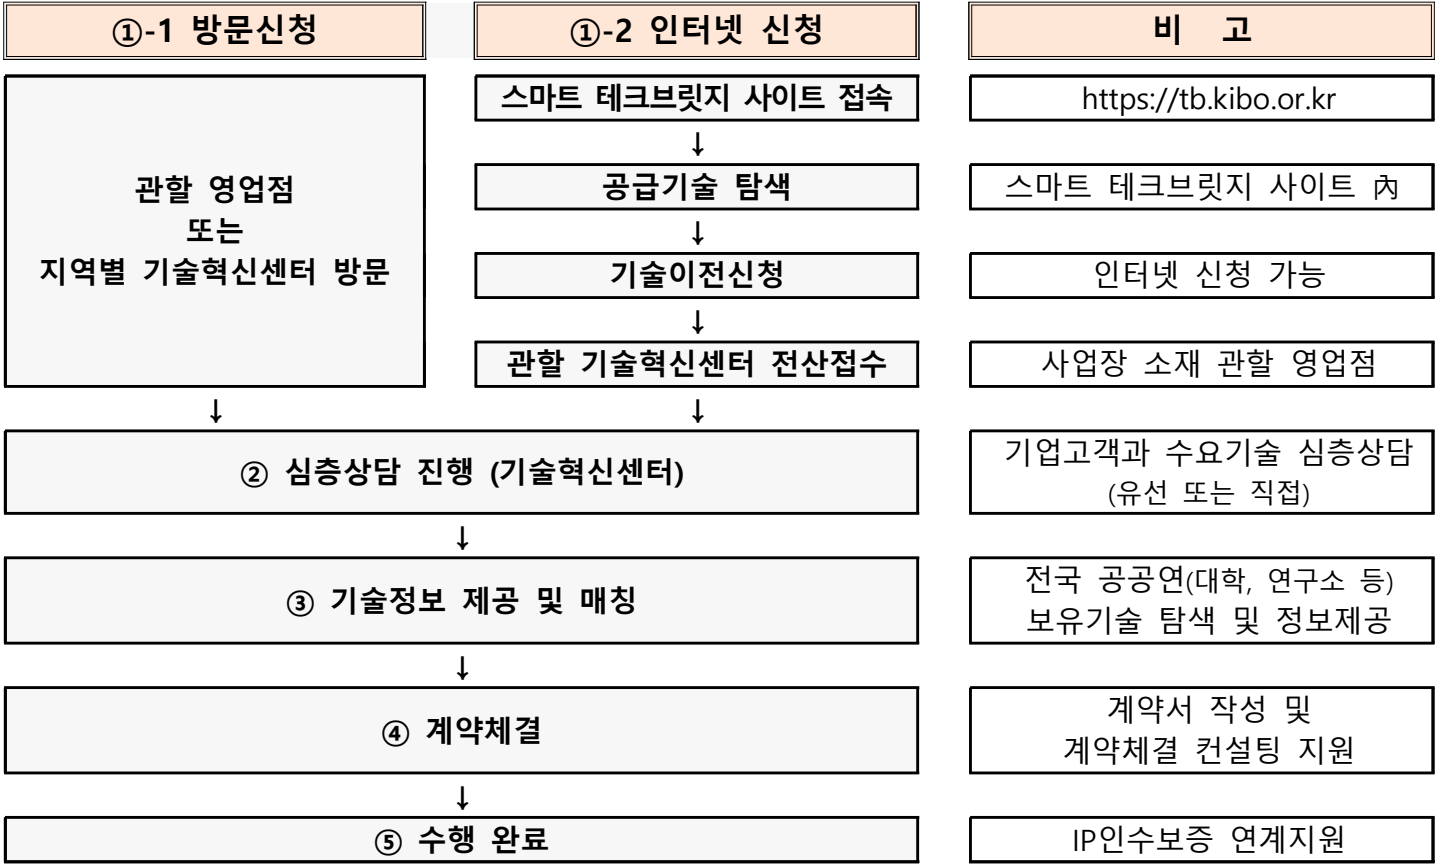 ①-1 방문신청
①-2 인터넷 신청
비 고
관할 영업점
또는
지역별 기술혁신센터 방문
스마트 테크브릿지 사이트 접속
https://tb.kibo.or.kr
↓
공급기술 탐색
스마트 테크브릿지 사이트 內
↓
기술이전신청
인터넷 신청 가능
↓
관할 기술혁신센터 전산접수
사업장 소재 관할 영업점
↓ ↓
② 심층상담 진행 (기술혁신센터)
기업고객과 수요기술 심층상담
(유선 또는 직접)
↓
③ 기술정보 제공 및 매칭
전국 공공연(대학, 연구소 등)
보유기술 탐색 및 정보제공
↓
④ 계약체결
계약서 작성 및
계약체결 컨설팅 지원
↓
⑤ 수행 완료
IP인수보증 연계지원